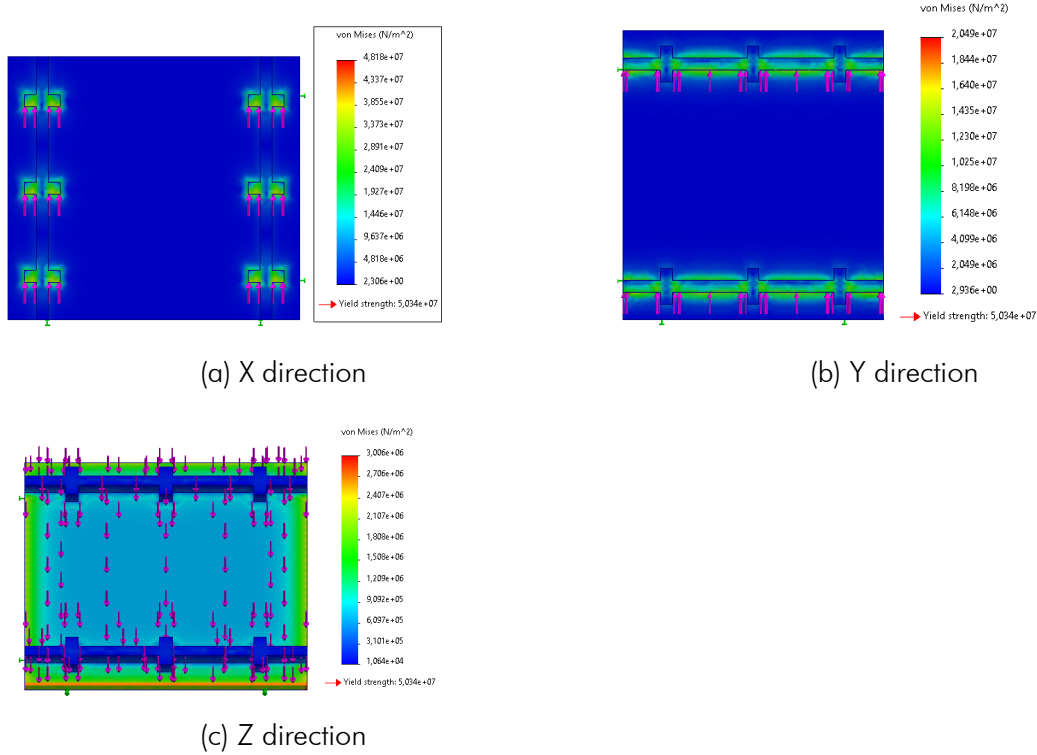 von Mises (N/m^2)
4,818e+07
4,337e+07
3,855e+07
3,373e+07
2,891e+07
2,409e+07
1,927e+07
1,446e+07
9,637e+06
4,818e+06
2,306e+00
Yield strength: 5,034e+07
(a) X direction
von Mises (N/m^2)
2,049e+07
1,844e+07
1,640e+07
1,435e+07
1,230e+07
1,025e+07
8,198e+06
6,148e+06
4,099e+06
2,049e+06
2,936e+00
Yield strength: 5,034e+07
(b) Y direction
von Mises (N/m^2)
3,006e+06
2,706e+06
2,407e+06
2,107e+06
1,808e+06
1,508e+06
1,209e+06
9,092e+05
6,097e+05
3,101e+05
1,064e+04
Yield strength: 5,034e+07
(c) Z direction